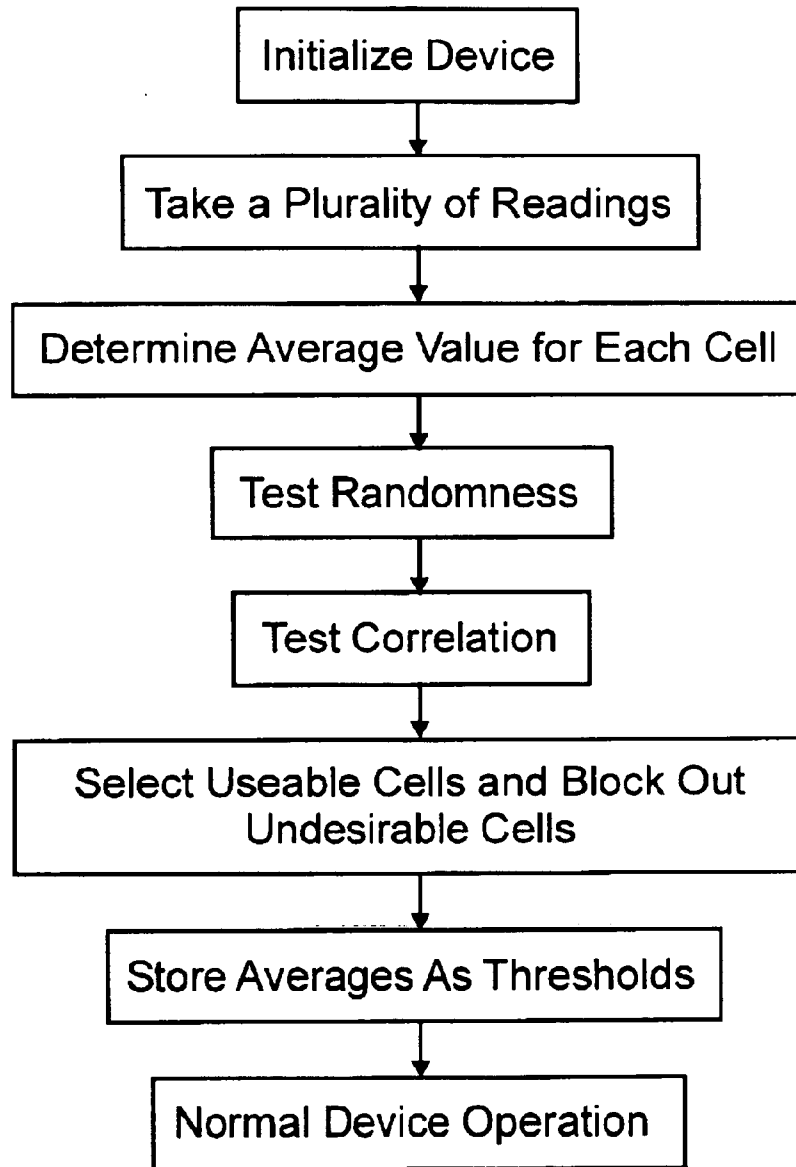 Initialize Device
Take a Plurality of Readings
Determine Average Value for Each Cell
Test Randomness
Test Correlation
Select Useable Cells and Block Out
Undesirable Cells
Store Averages As Thresholds
Normal Device Operation